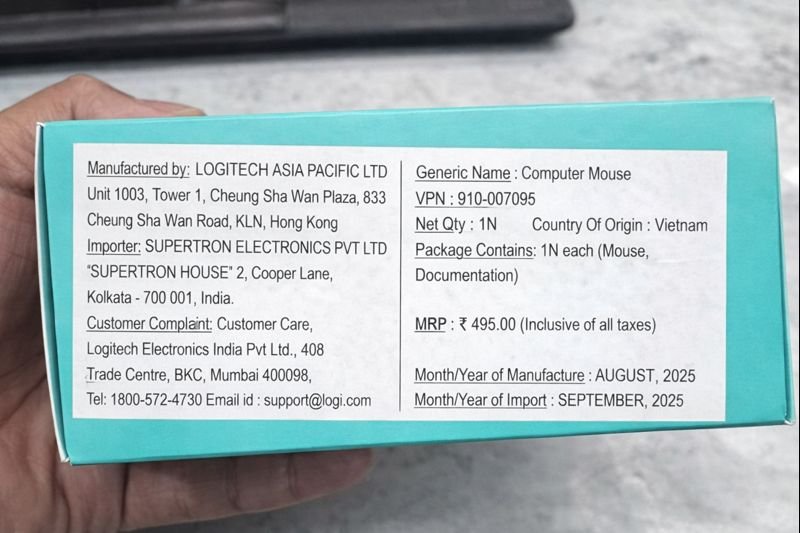 Manufactured by: LOGITECH ASIA PACIFIC LTD
Unit 1003, Tower 1, Cheung Sha Wan Plaza, 833
Cheung Sha Wan Road, KLN, Hong Kong
Importer: SUPERTRON ELECTRONICS PVT LTD
"SUPERTRON HOUSE" 2, Cooper Lane,
Kolkata - 700 001, India.
Customer Complaint: Customer Care,
Logitech Electronics India Pvt Ltd., 408
Trade Centre, BKC, Mumbai 400098,
Tel: 1800-572-4730 Email id : support@logi.com
Generic Name : Computer Mouse
VPN : 910-007095
Net Qty : 1N Country Of Origin : Vietnam
Package Contains: 1N each (Mouse,
Documentation)
MRP : ₹ 495.00 (Inclusive of all taxes)
Month/Year of Manufacture : AUGUST, 2025
Month/Year of Import : SEPTEMBER, 2025